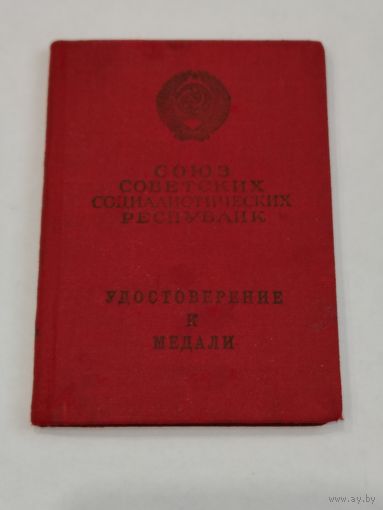 СОЮЗ
СОВЕТСКИХ
СОЦИАЛИСТИЧЕСКИХ
РЕСПУБЛИК
УДОСТОВЕРЕНИЕ
К
МЕДАЛИ
www.ay.by